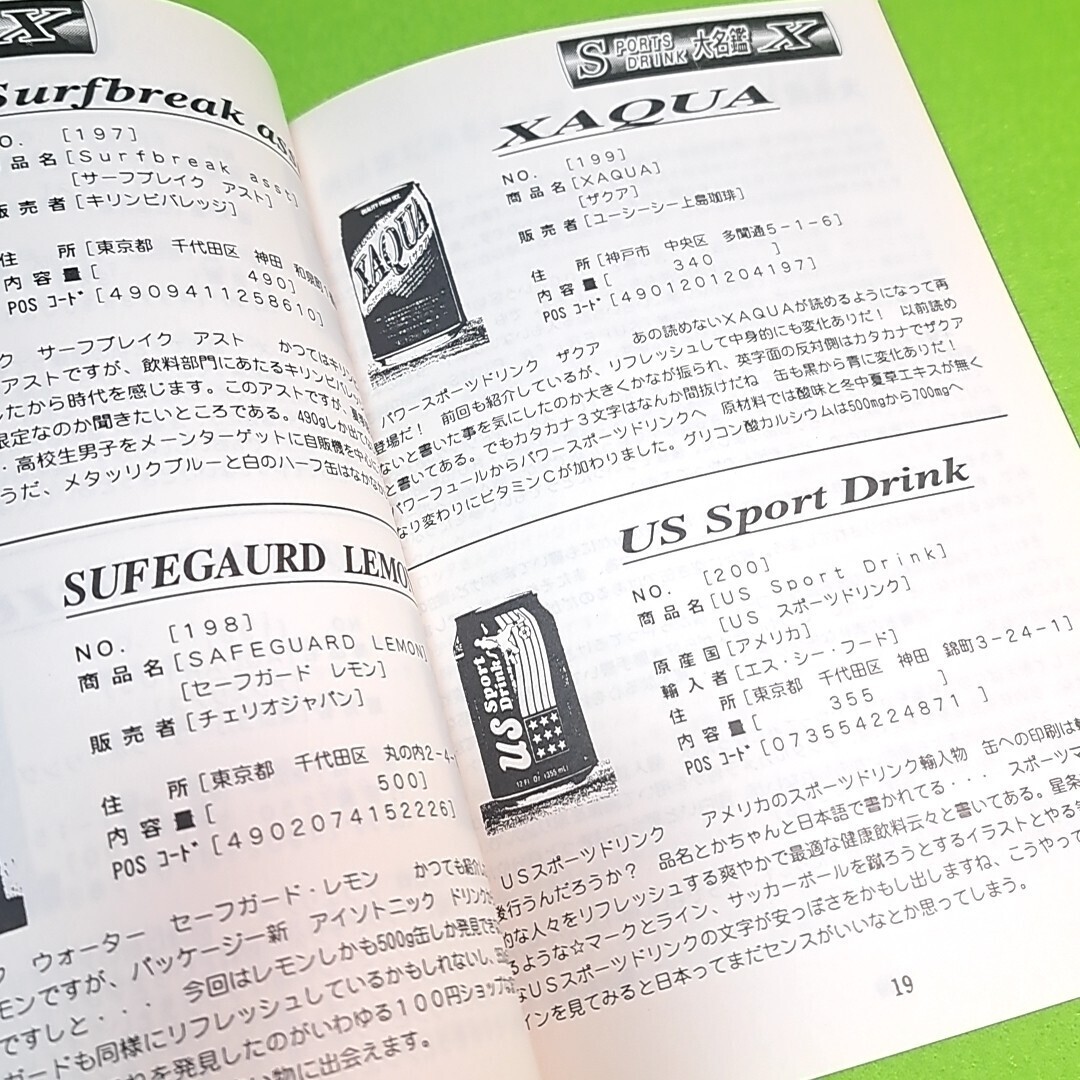 X
Surfbreak ass
NO. [197]
商品名[Surfbreak asst]
[サーフブレイク アスト]
販売者[キリンビバレッジ]
住 所[東京都 千代田区 神田 和泉町
内容量[ 490]
POS コード[4909411258610]
ク サーフブレイク アスト かつてはキリン
アストですが、飲料部門にあたるキリンビバレ
したから時代を感じます。このアストですが、
限定なのか聞きたいところである。490gしか出てな
・高校生男子をメーンターゲットに自販機を中心に
うだ、メタッリクブルーと白のハーフ缶はなかなか
SUFEGAURD LEMO
NO. [198]
商品名[SAFEGUARD LEMON]
[セーフガード レモン]
販売者[チェリオジャパン]
住 所[東京都 千代田区 丸の内2-4-
内容量[ 500]
POS コード[4902074152226]
ク ウォーター セーフガード・レモン かつても紹介し
モンですが、パッケージ一新 アイソトニック ドリンク
ですしと・・・ 今回はレモンしかも500g缶しか発見でき
ガードも同様にリフレッシュしているかもしれないし、
れを発見したのがいわゆる100円ショップ
い物に出会えます。
SPORTS DRINK 大名鑑 X
XAQUA
NO. [199]
商品名[XAQUA]
[ザクア]
販売者[ユーシーシー上島珈琲]
住 所[神戸市 中央区 多聞通5-1-6]
内容量[ 340 ]
POS コード[4901201204197]
XAQUA
パワースポーツドリンク ザクア あの読めないXAQUAが読めるようになって再
登場だ! 前回も紹介しているが、リフレッシュして中身的にも変化ありだ! 以前読め
ないと書いた事を気にしたのか大きくかなが振られ、英字面の反対側はカタカナでザクア
と書いてある。でもカタカナ3文字はなんか間抜けだね 缶も黒から青に変化ありだ!
パワーフュールからパワースポーツドリンクへ 原材料では酸味と冬中夏草エキスが無く
なり変わりにビタミンCが加わりました。グリコン酸カルシウムは500mgから700mgへ
US Sport Drink
NO. [200]
商品名[US Sport Drink]
[US スポーツドリンク]
原産国[アメリカ]
輸入者[エス・シー・フード]
住 所[東京都 千代田区 神田 錦町3-24-1]
内容量[ 355 ]
POS コード[0735542248​71 ]
US Sport Drink
12 Fl Oz (355 mL)
USスポーツドリンク アメリカのスポーツドリンク輸入物 缶への印刷は
後行うんだろうか? 品名とかちゃんと日本語で書かれてる・・・ スポーツマ
的な人々をリフレッシュする爽やかで最適な健康飲料云々と書いてある。星条
るような☆マークとライン、サッカーボールを蹴ろうとするイラストとやる気
なUSスポーツドリンクの文字が安っぽさをかもし出しますね、こうやって
インを見てみると日本ってまだセンスがいいなとか思ってしまう。
19